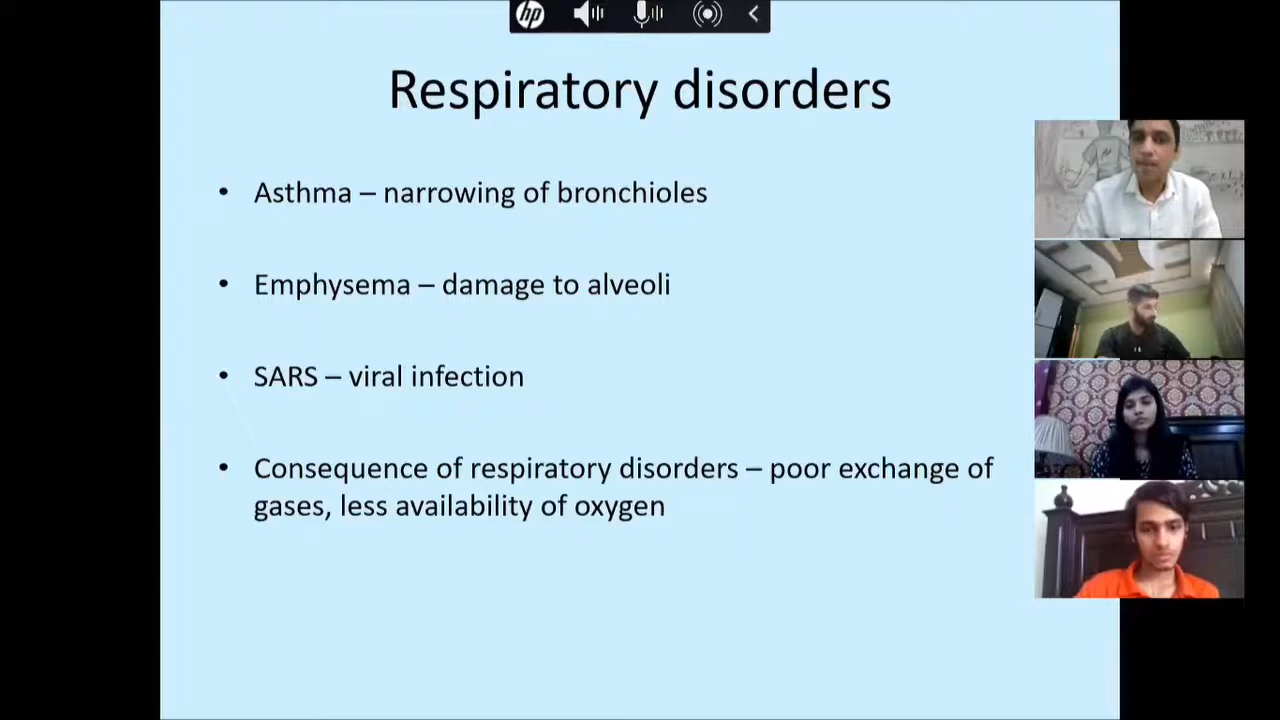 hp
Respiratory disorders
• Asthma – narrowing of bronchioles
• Emphysema – damage to alveoli
• SARS – viral infection
• Consequence of respiratory disorders – poor exchange of
gases, less availability of oxygen